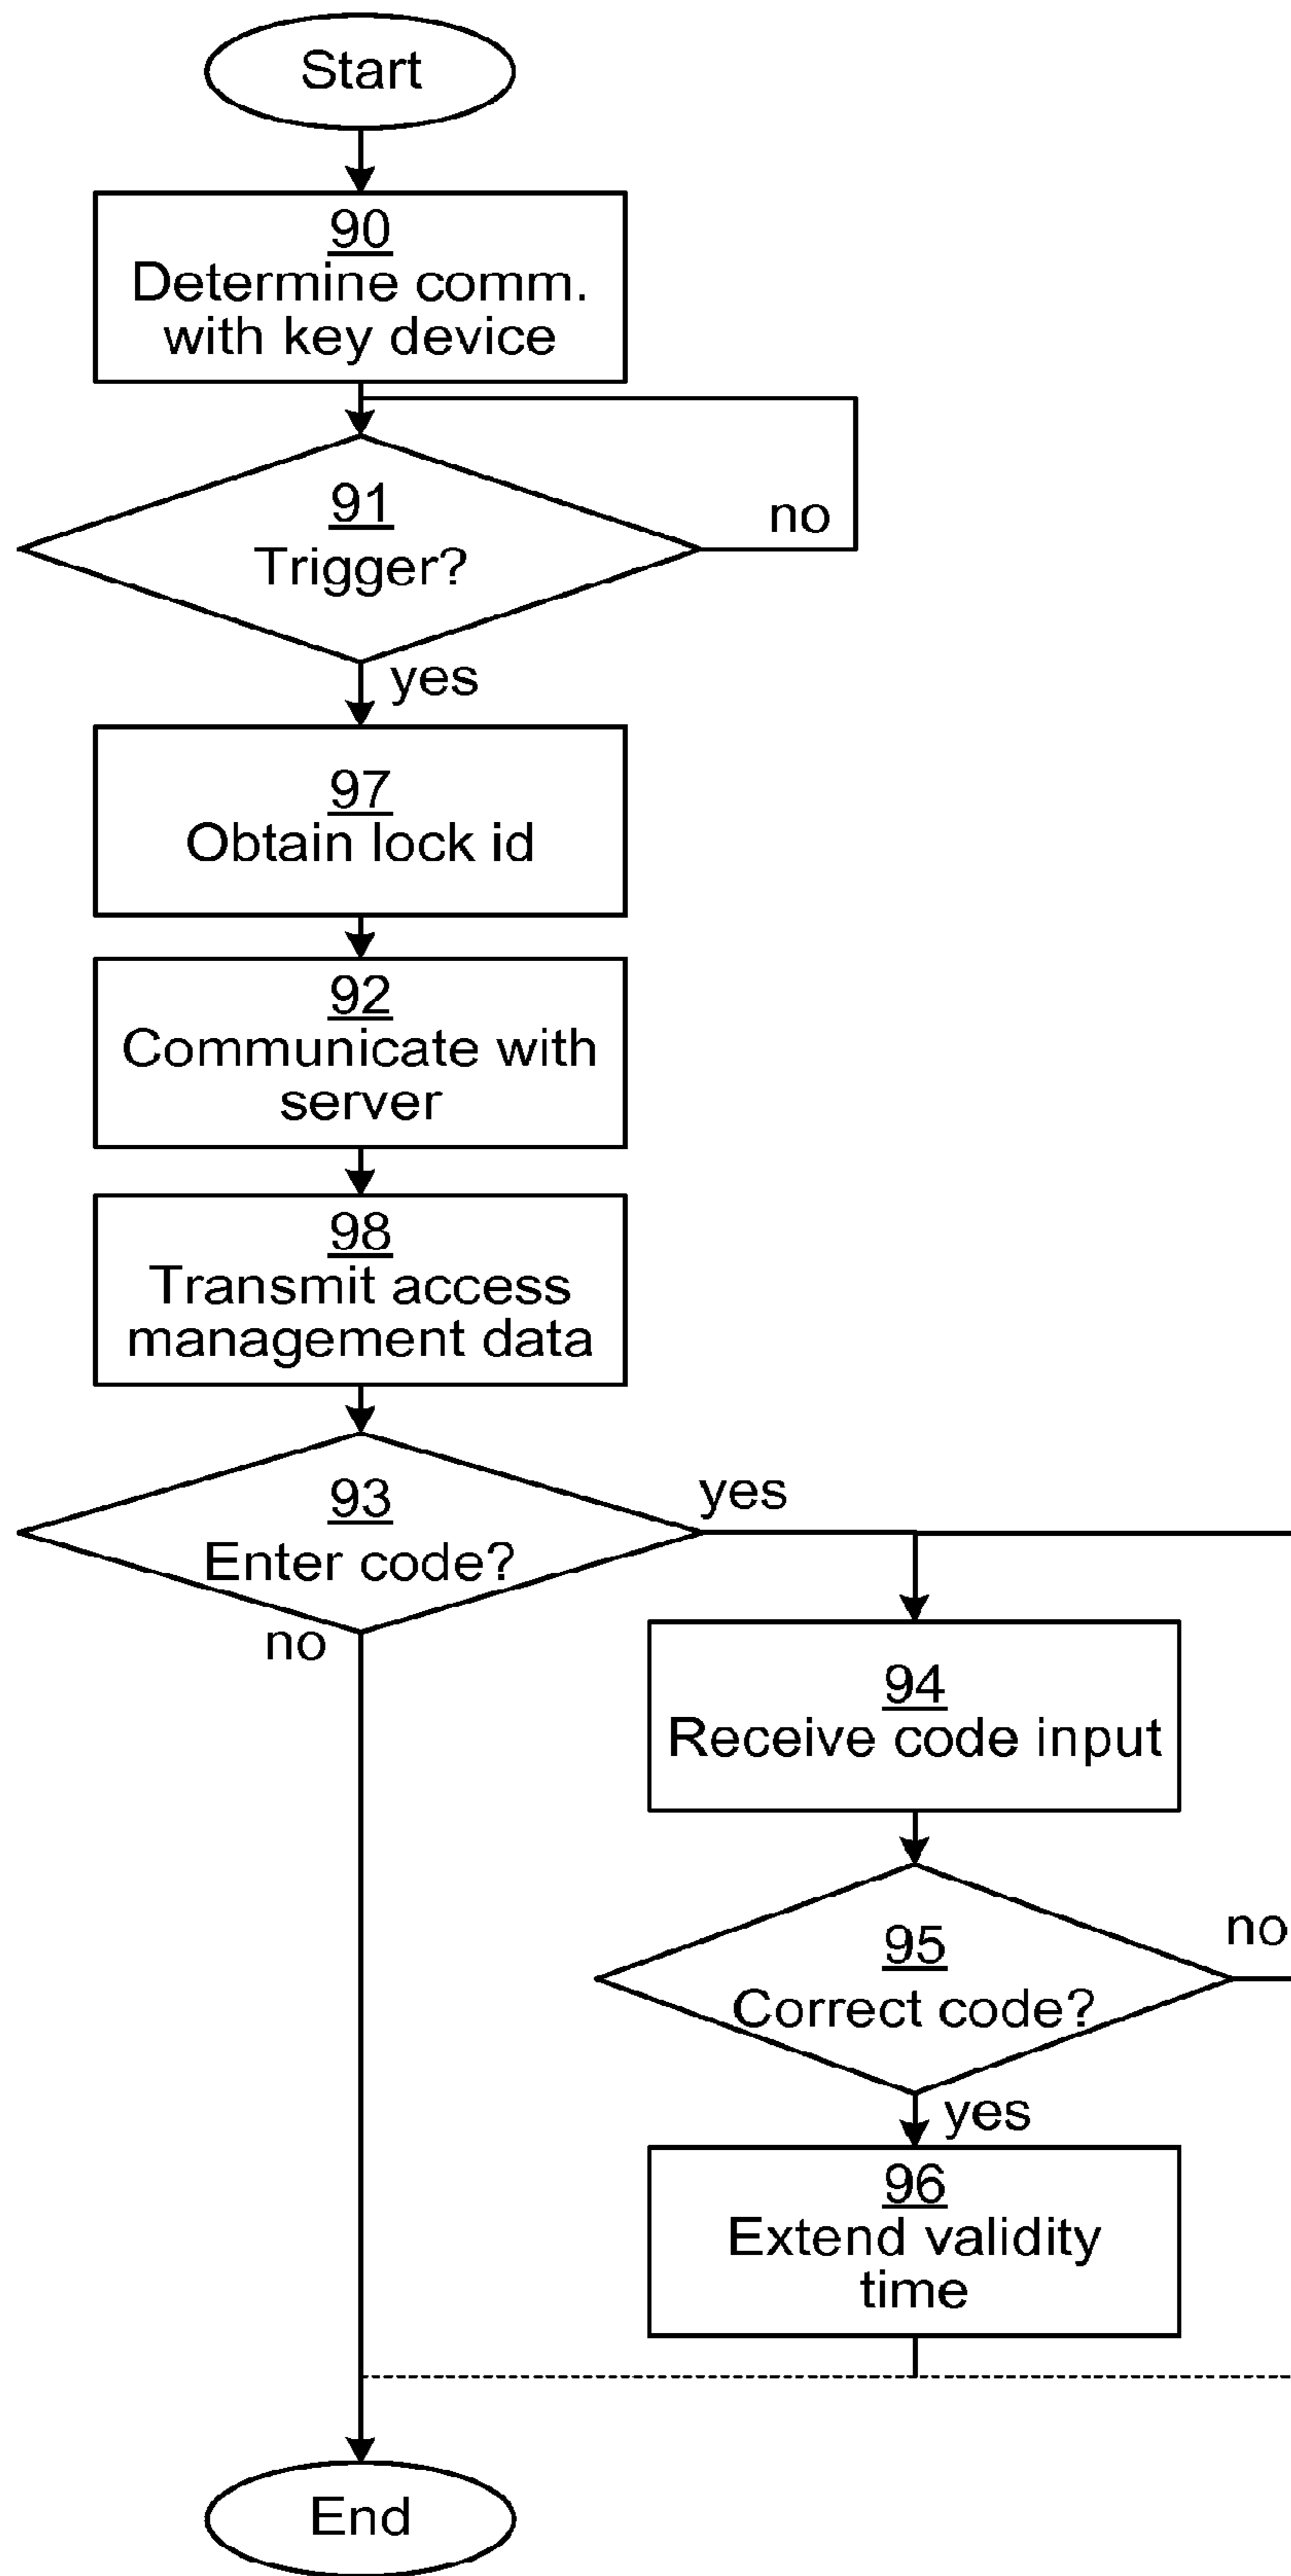 Start
90
Determine comm.
with key device
91
Trigger?
no
yes
97
Obtain lock id
92
Communicate with
server
98
Transmit access
management data
93
Enter code?
yes
no
94
Receive code input
95
Correct code?
no
yes
96
Extend validity
time
End